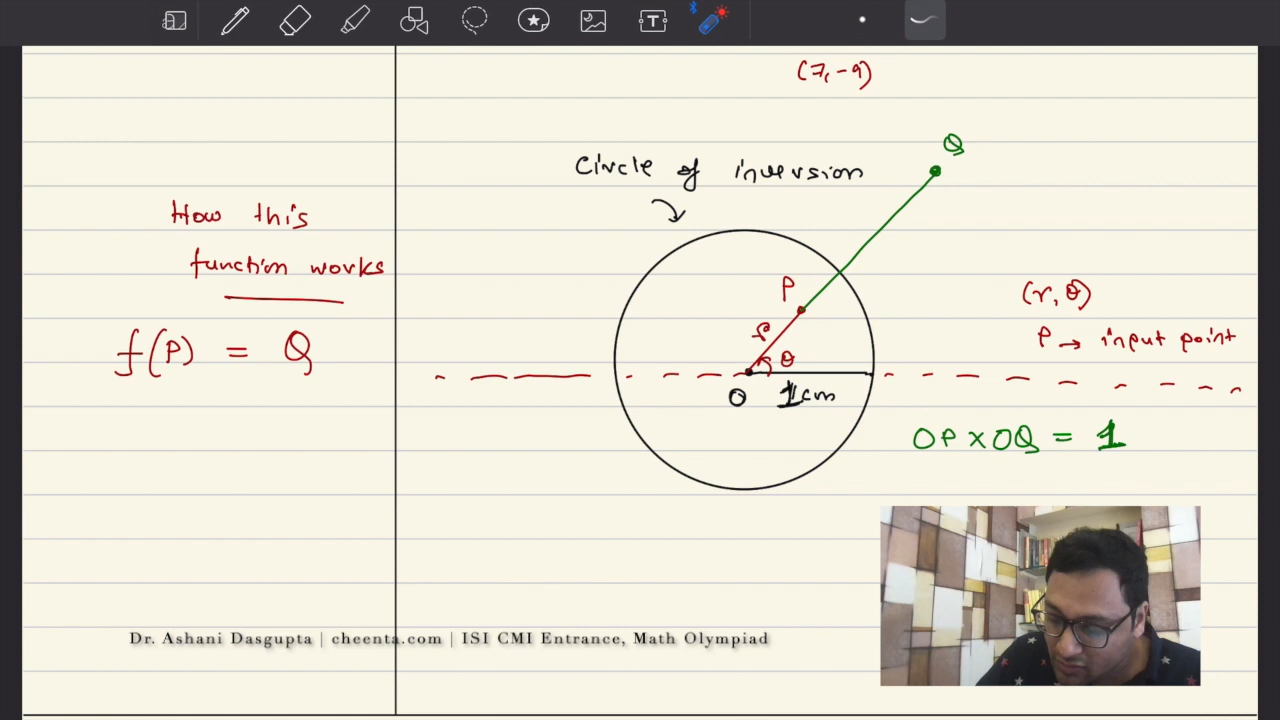 (7, -9)
Q
Circle of inversion
How this
function works
P
(r, θ)
P → input point
r
θ
f(P) = Q
O 1cm
OP x OQ = 1
Dr. Ashani Dasgupta | cheenta.com | ISI CMI Entrance, Math Olympiad